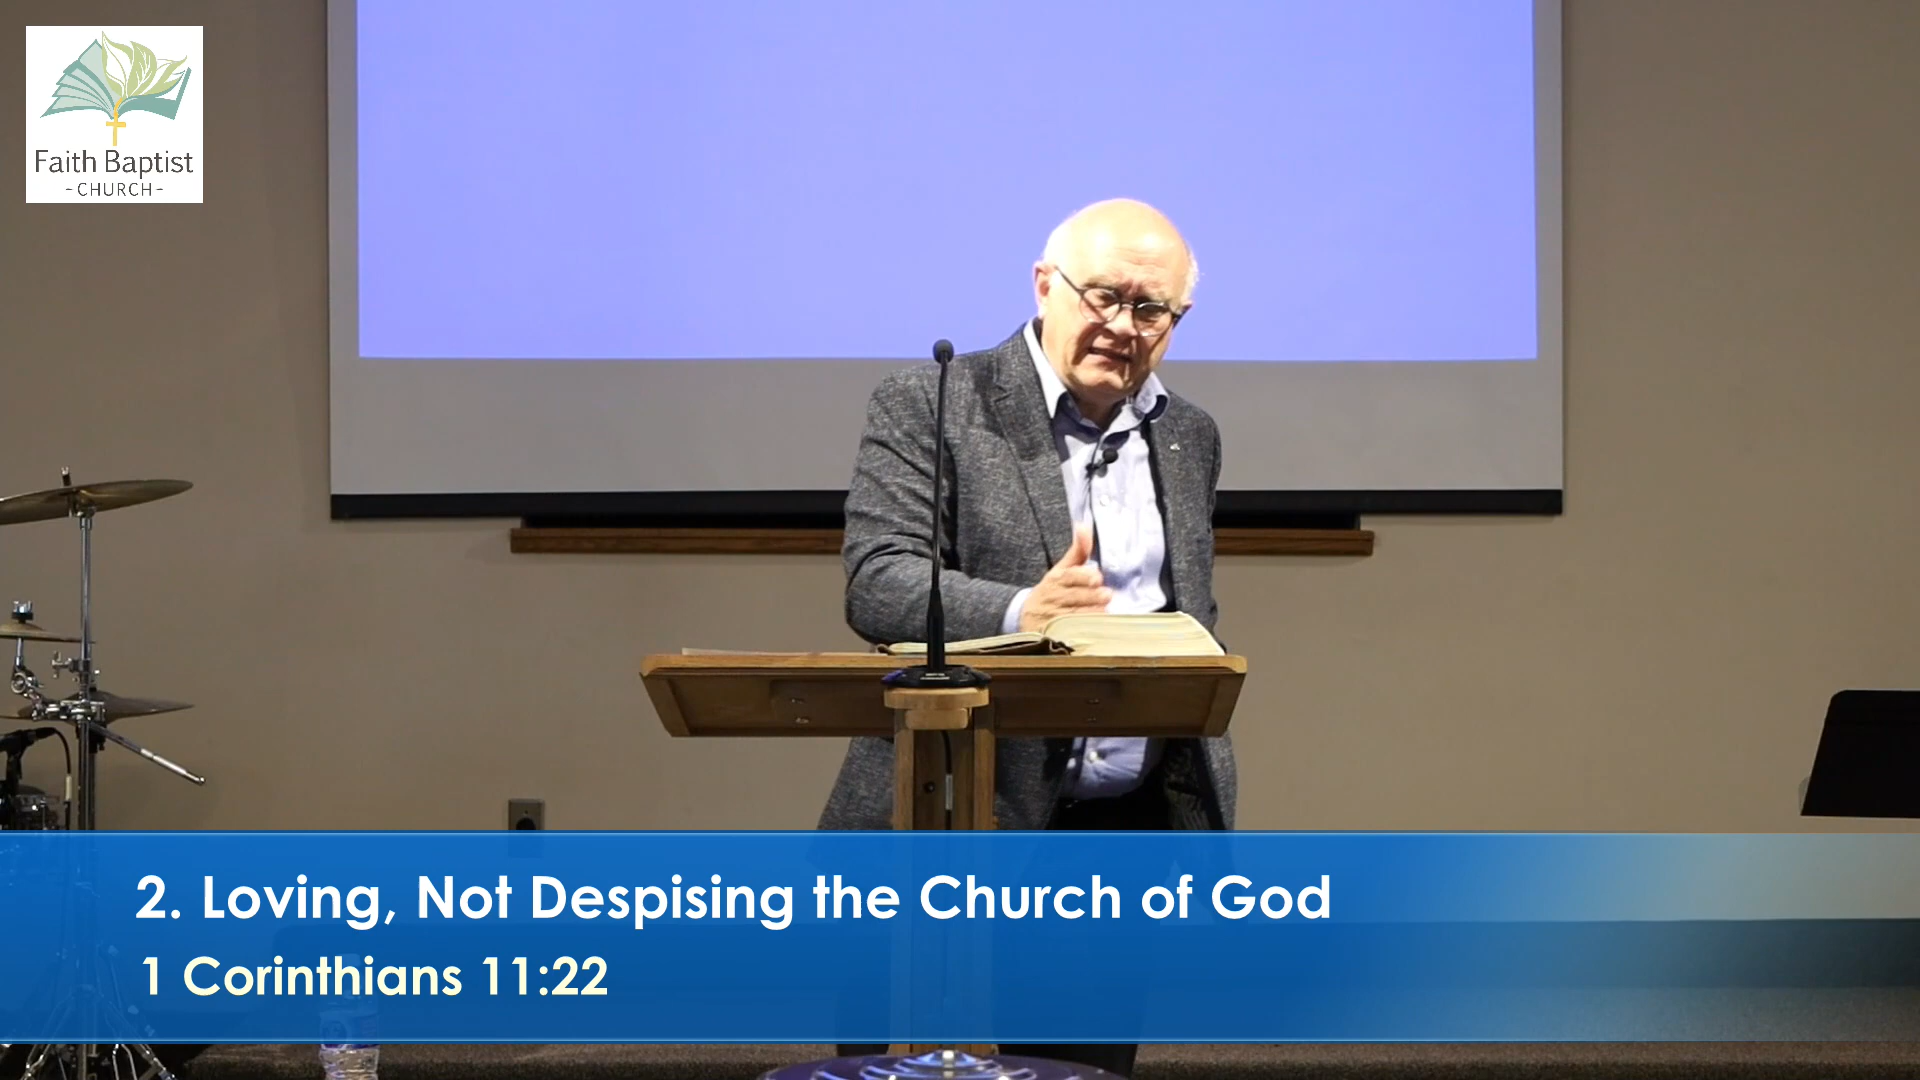 Faith Baptist
-CHURCH-
2. Loving, Not Despising the Church of God
1 Corinthians 11:22